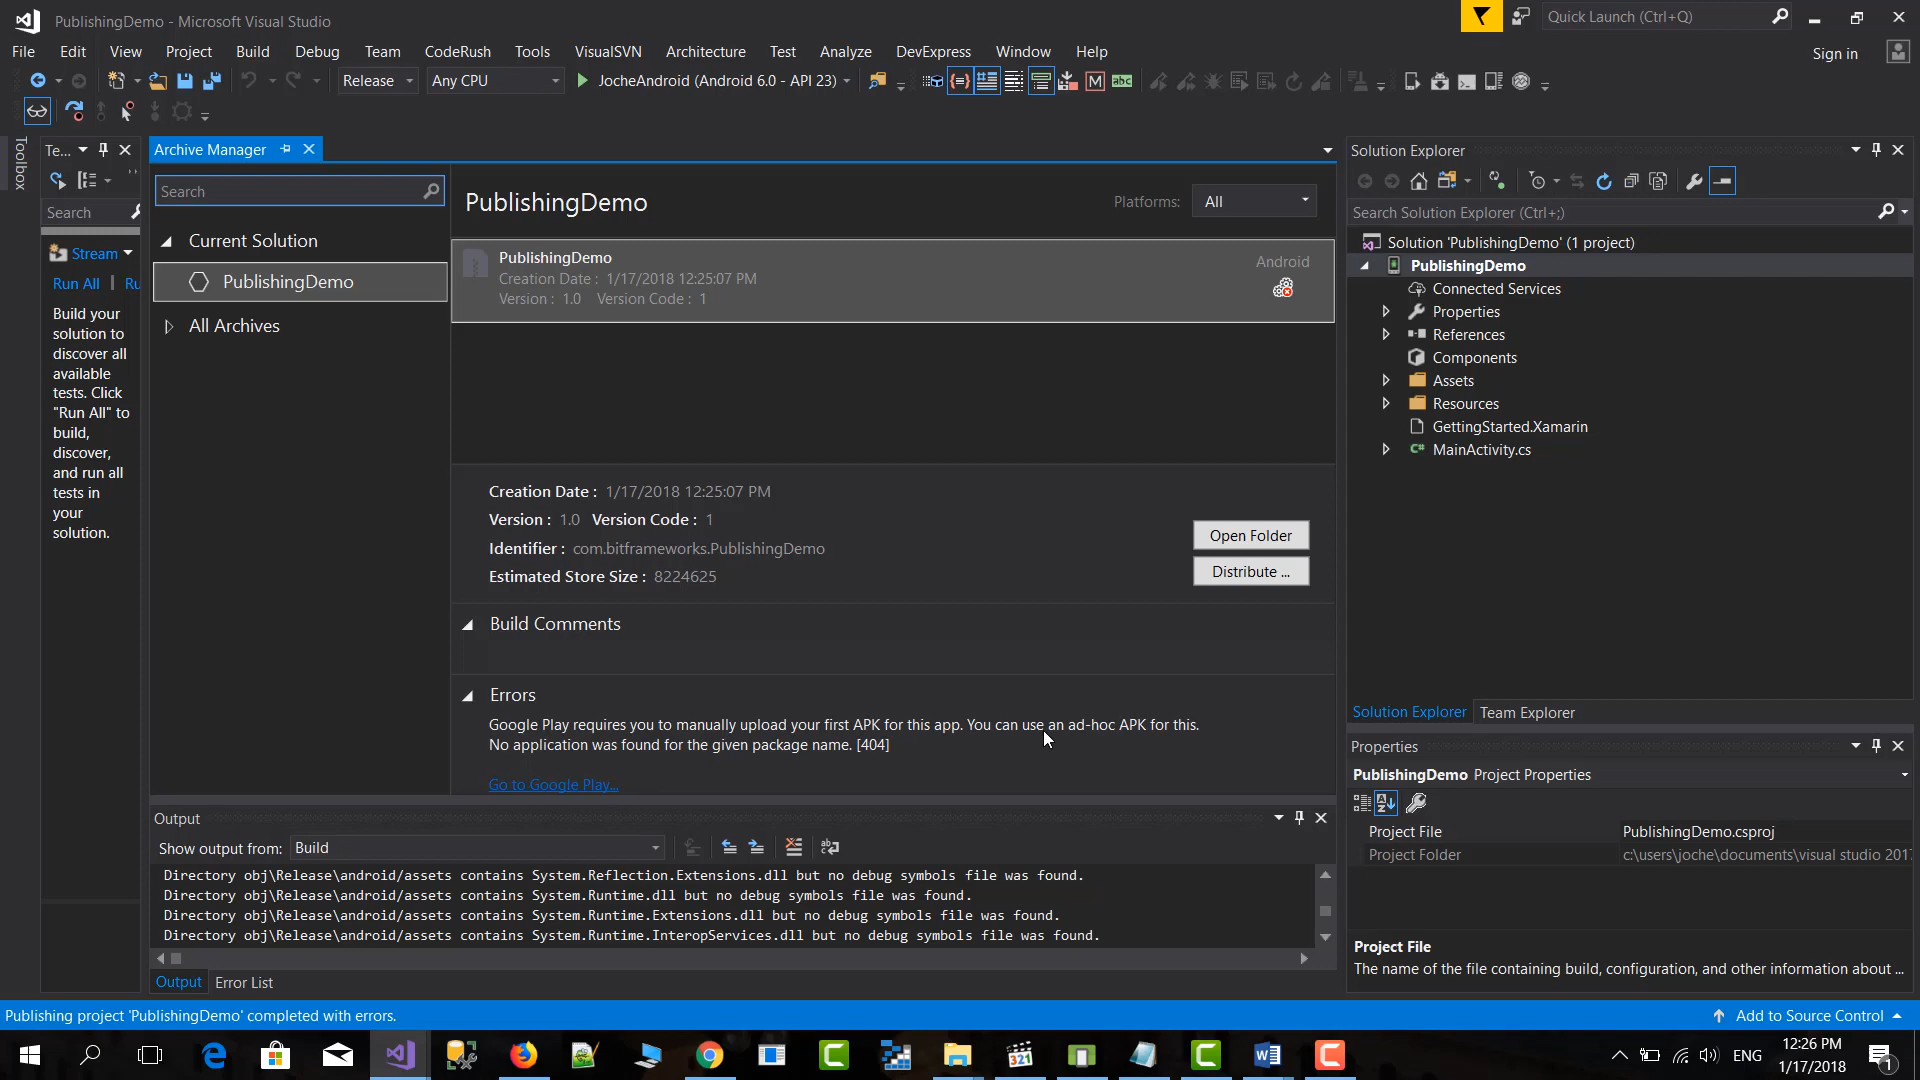 PublishingDemo - Microsoft Visual Studio
Quick Launch (Ctrl+Q)
File Edit View Project Build Debug Team CodeRush Tools VisualSVN Architecture Test Analyze DevExpress Window Help
Sign in
Release Any CPU JocheAndroid (Android 6.0 - API 23)
M abc
Toolbox
Te...
Search
Stream
Run All | Ru
Build your
solution to
discover all
available
tests. Click
"Run All" to
build,
discover,
and run all
tests in
your
solution.
Archive Manager
Search
Current Solution
PublishingDemo
All Archives
PublishingDemo
Platforms: All
PublishingDemo
Android
Creation Date : 1/17/2018 12:25:07 PM
Version : 1.0 Version Code : 1
Creation Date : 1/17/2018 12:25:07 PM
Version : 1.0 Version Code : 1
Identifier : com.bitframeworks.PublishingDemo
Estimated Store Size : 8224625
Open Folder
Distribute ...
Build Comments
Errors
Google Play requires you to manually upload your first APK for this app. You can use an ad-hoc APK for this.
No application was found for the given package name. [404]
Go to Google Play...
Output
Show output from: Build
Directory obj\Release\android/assets contains System.Reflection.Extensions.dll but no debug symbols file was found.
Directory obj\Release\android/assets contains System.Runtime.dll but no debug symbols file was found.
Directory obj\Release\android/assets contains System.Runtime.Extensions.dll but no debug symbols file was found.
Directory obj\Release\android/assets contains System.Runtime.InteropServices.dll but no debug symbols file was found.
Output Error List
Solution Explorer
Search Solution Explorer (Ctrl+;)
Solution 'PublishingDemo' (1 project)
PublishingDemo
Connected Services
Properties
References
Components
Assets
Resources
GettingStarted.Xamarin
C# MainActivity.cs
Solution Explorer Team Explorer
Properties
PublishingDemo Project Properties
Project File PublishingDemo.csproj
Project Folder c:\users\joche\documents\visual studio 2017
Project File
The name of the file containing build, configuration, and other information about ...
Publishing project 'PublishingDemo' completed with errors.
Add to Source Control
321
ENG
12:26 PM
1/17/2018
1